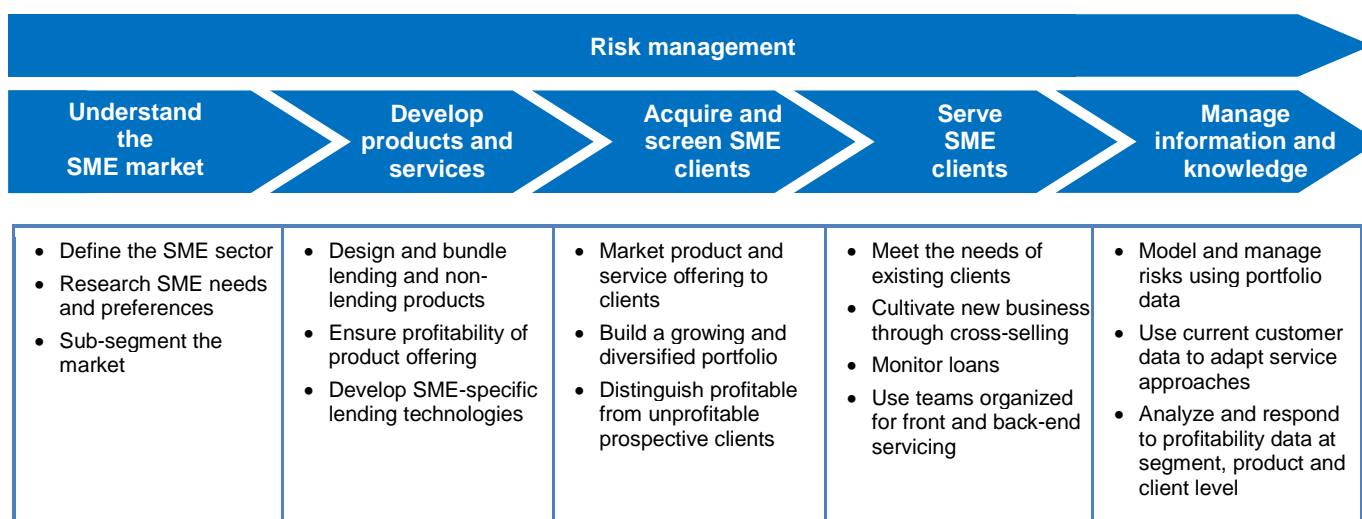 Risk management
Understand
the
SME market
Develop
products and
services
Acquire and
screen SME
clients
Serve
SME
clients
Manage
information and
knowledge
• Define the SME sector
• Research SME needs
and preferences
• Sub-segment the
market
• Design and bundle
lending and non-
lending products
• Ensure profitability of
product offering
• Develop SME-specific
lending technologies
• Market product and
service offering to
clients
• Build a growing and
diversified portfolio
• Distinguish profitable
from unprofitable
prospective clients
• Meet the needs of
existing clients
• Cultivate new business
through cross-selling
• Monitor loans
• Use teams organized
for front and back-end
servicing
• Model and manage
risks using portfolio
data
• Use current customer
data to adapt service
approaches
• Analyze and respond
to profitability data at
segment, product and
client level